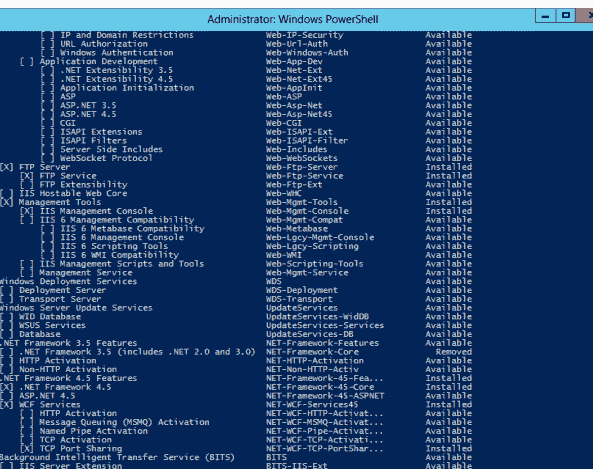 Administrator: Windows PowerShell
[ ] IP and Domain Restrictions Web-IP-Security Available
[ ] URL Authorization Web-Url-Auth Available
[ ] Windows Authentication Web-Windows-Auth Available
[ ] Application Development Web-App-Dev Available
[ ] .NET Extensibility 3.5 Web-Net-Ext Available
[ ] .NET Extensibility 4.5 Web-Net-Ext45 Available
[ ] Application Initialization Web-AppInit Available
[ ] ASP Web-ASP Available
[ ] ASP.NET 3.5 Web-Asp-Net Available
[ ] ASP.NET 4.5 Web-Asp-Net45 Available
[ ] CGI Web-CGI Available
[ ] ISAPI Extensions Web-ISAPI-Ext Available
[ ] ISAPI Filters Web-ISAPI-Filter Available
[ ] Server Side Includes Web-Includes Available
[ ] WebSocket Protocol Web-WebSockets Available
[X] FTP Server Web-Ftp-Server Installed
[X] FTP Service Web-Ftp-Service Installed
[ ] FTP Extensibility Web-Ftp-Ext Available
[ ] IIS Hostable Web Core Web-WHC Available
[X] Management Tools Web-Mgmt-Tools Installed
[X] IIS Management Console Web-Mgmt-Console Installed
[ ] IIS 6 Management Compatibility Web-Mgmt-Compat Available
[ ] IIS 6 Metabase Compatibility Web-Metabase Available
[ ] IIS 6 Management Console Web-Lgcy-Mgmt-Console Available
[ ] IIS 6 Scripting Tools Web-Lgcy-Scripting Available
[ ] IIS 6 WMI Compatibility Web-WMI Available
[ ] IIS Management Scripts and Tools Web-Scripting-Tools Available
[ ] Management Service Web-Mgmt-Service Available
Windows Deployment Services WDS Available
[ ] Deployment Server WDS-Deployment Available
[ ] Transport Server WDS-Transport Available
Windows Server Update Services UpdateServices Available
[ ] WID Database UpdateServices-WidDB Available
[ ] WSUS Services UpdateServices-Services Available
[ ] Database UpdateServices-DB Available
.NET Framework 3.5 Features NET-Framework-Features Available
[ ] .NET Framework 3.5 (includes .NET 2.0 and 3.0) NET-Framework-Core Removed
[ ] HTTP Activation NET-HTTP-Activation Available
[ ] Non-HTTP Activation NET-Non-HTTP-Activ Available
.NET Framework 4.5 Features NET-Framework-45-Fea... Installed
[X] .NET Framework 4.5 NET-Framework-45-Core Installed
[ ] ASP.NET 4.5 NET-Framework-45-ASPNET Available
[X] WCF Services NET-WCF-Services45 Installed
[ ] HTTP Activation NET-WCF-HTTP-Activat... Available
[ ] Message Queuing (MSMQ) Activation NET-WCF-MSMQ-Activat... Available
[ ] Named Pipe Activation NET-WCF-Pipe-Activat... Available
[ ] TCP Activation NET-WCF-TCP-Activati... Available
[X] TCP Port Sharing NET-WCF-TCP-PortShar... Installed
Background Intelligent Transfer Service (BITS) BITS Available
[ ] IIS Server Extension BITS-IIS-Ext Available